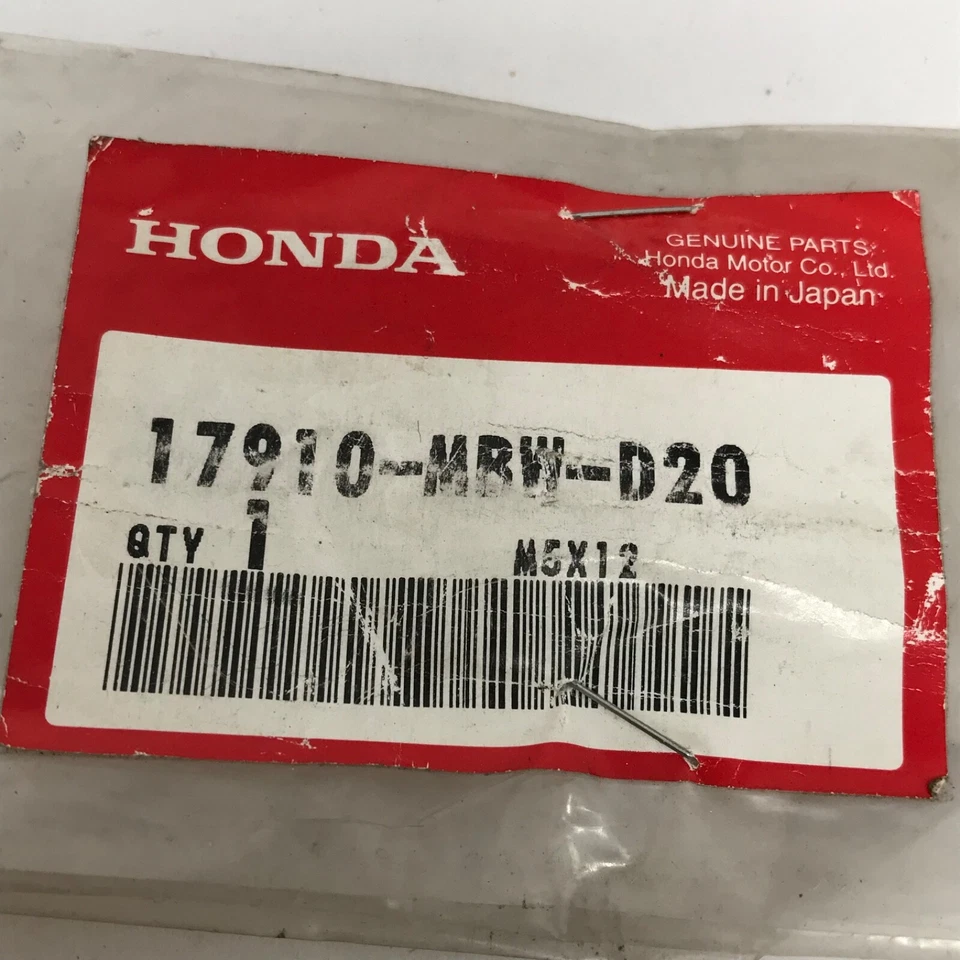 HONDA
GENUINE PARTS
Honda Motor Co., Ltd.
Made in Japan
17910-MBW-D20
QTY 1 M5X12